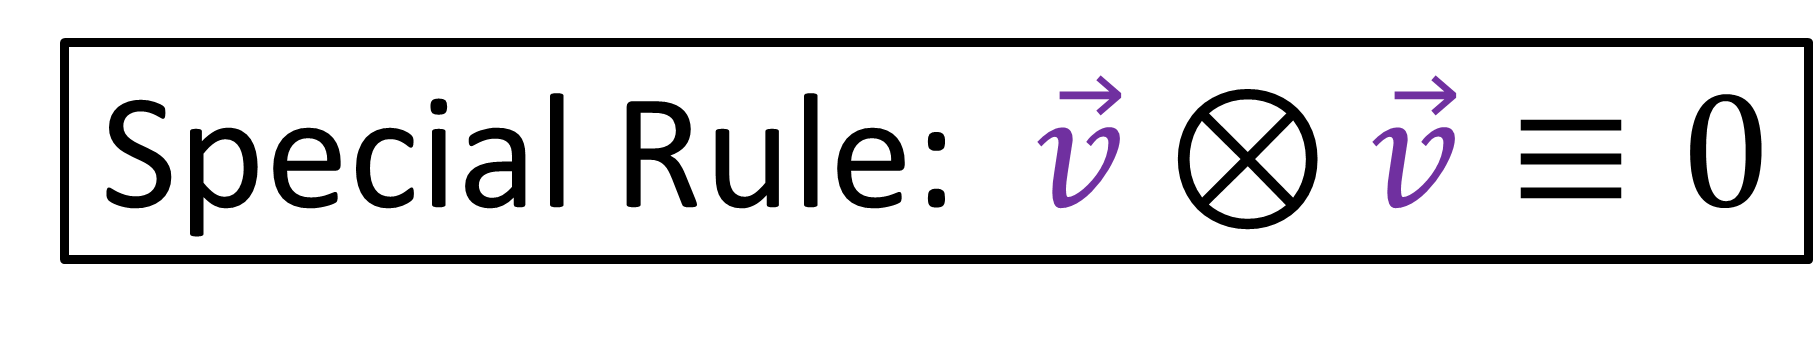 Special Rule: v⃗ ⊗ v⃗ ≡ 0